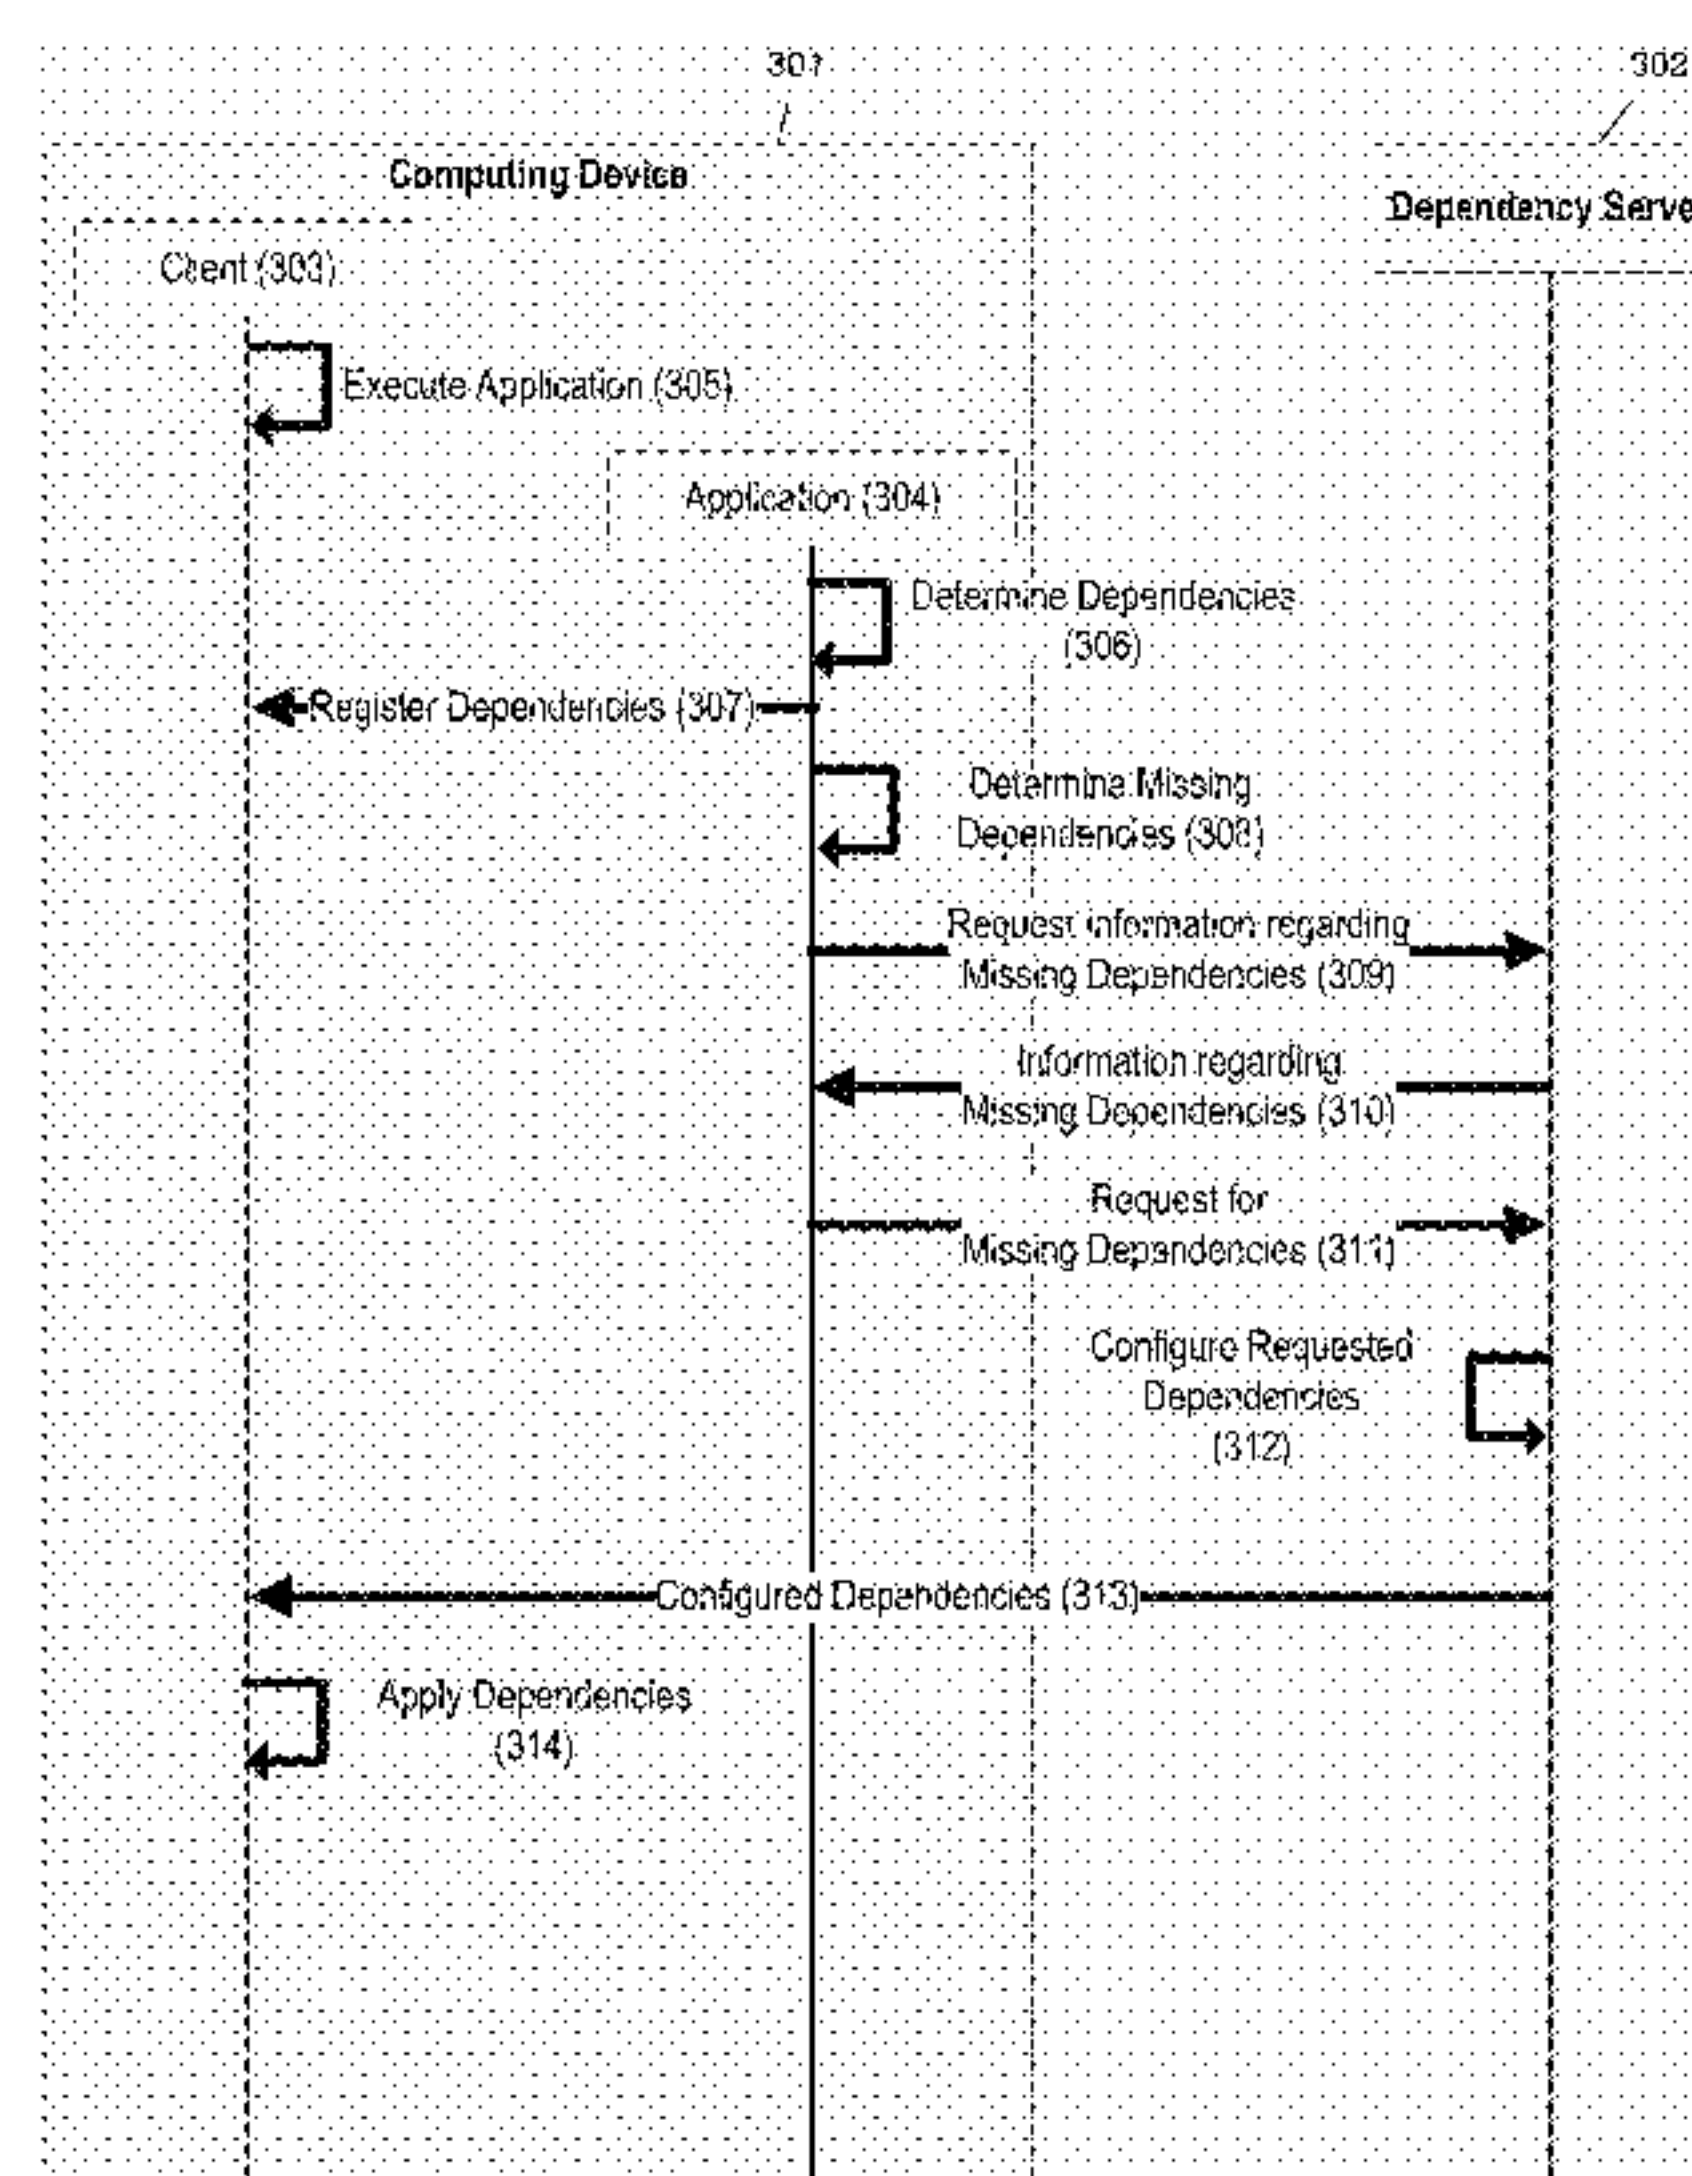 301
302
Computing Device
Dependency Serve
Client (303)
Execute Application (305)
Application (304)
Determine Dependencies
(306)
Register Dependencies (307)
Determine Missing
Dependencies (308)
Request information regarding
Missing Dependencies (309)
Information regarding
Missing Dependencies (310)
Request for
Missing Dependencies (311)
Configure Requested
Dependencies
(312)
Configured Dependencies (313)
Apply Dependencies
(314)